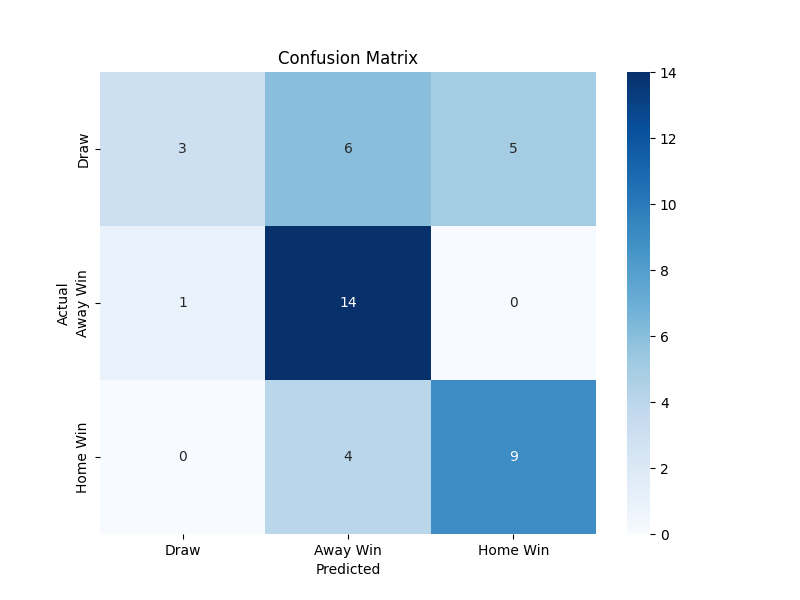 Confusion Matrix
Draw
3 6 5
Actual
Away Win
1 14 0
Home Win
0 4 9
Draw Away Win Home Win
Predicted
14
12
10
8
6
4
2
0